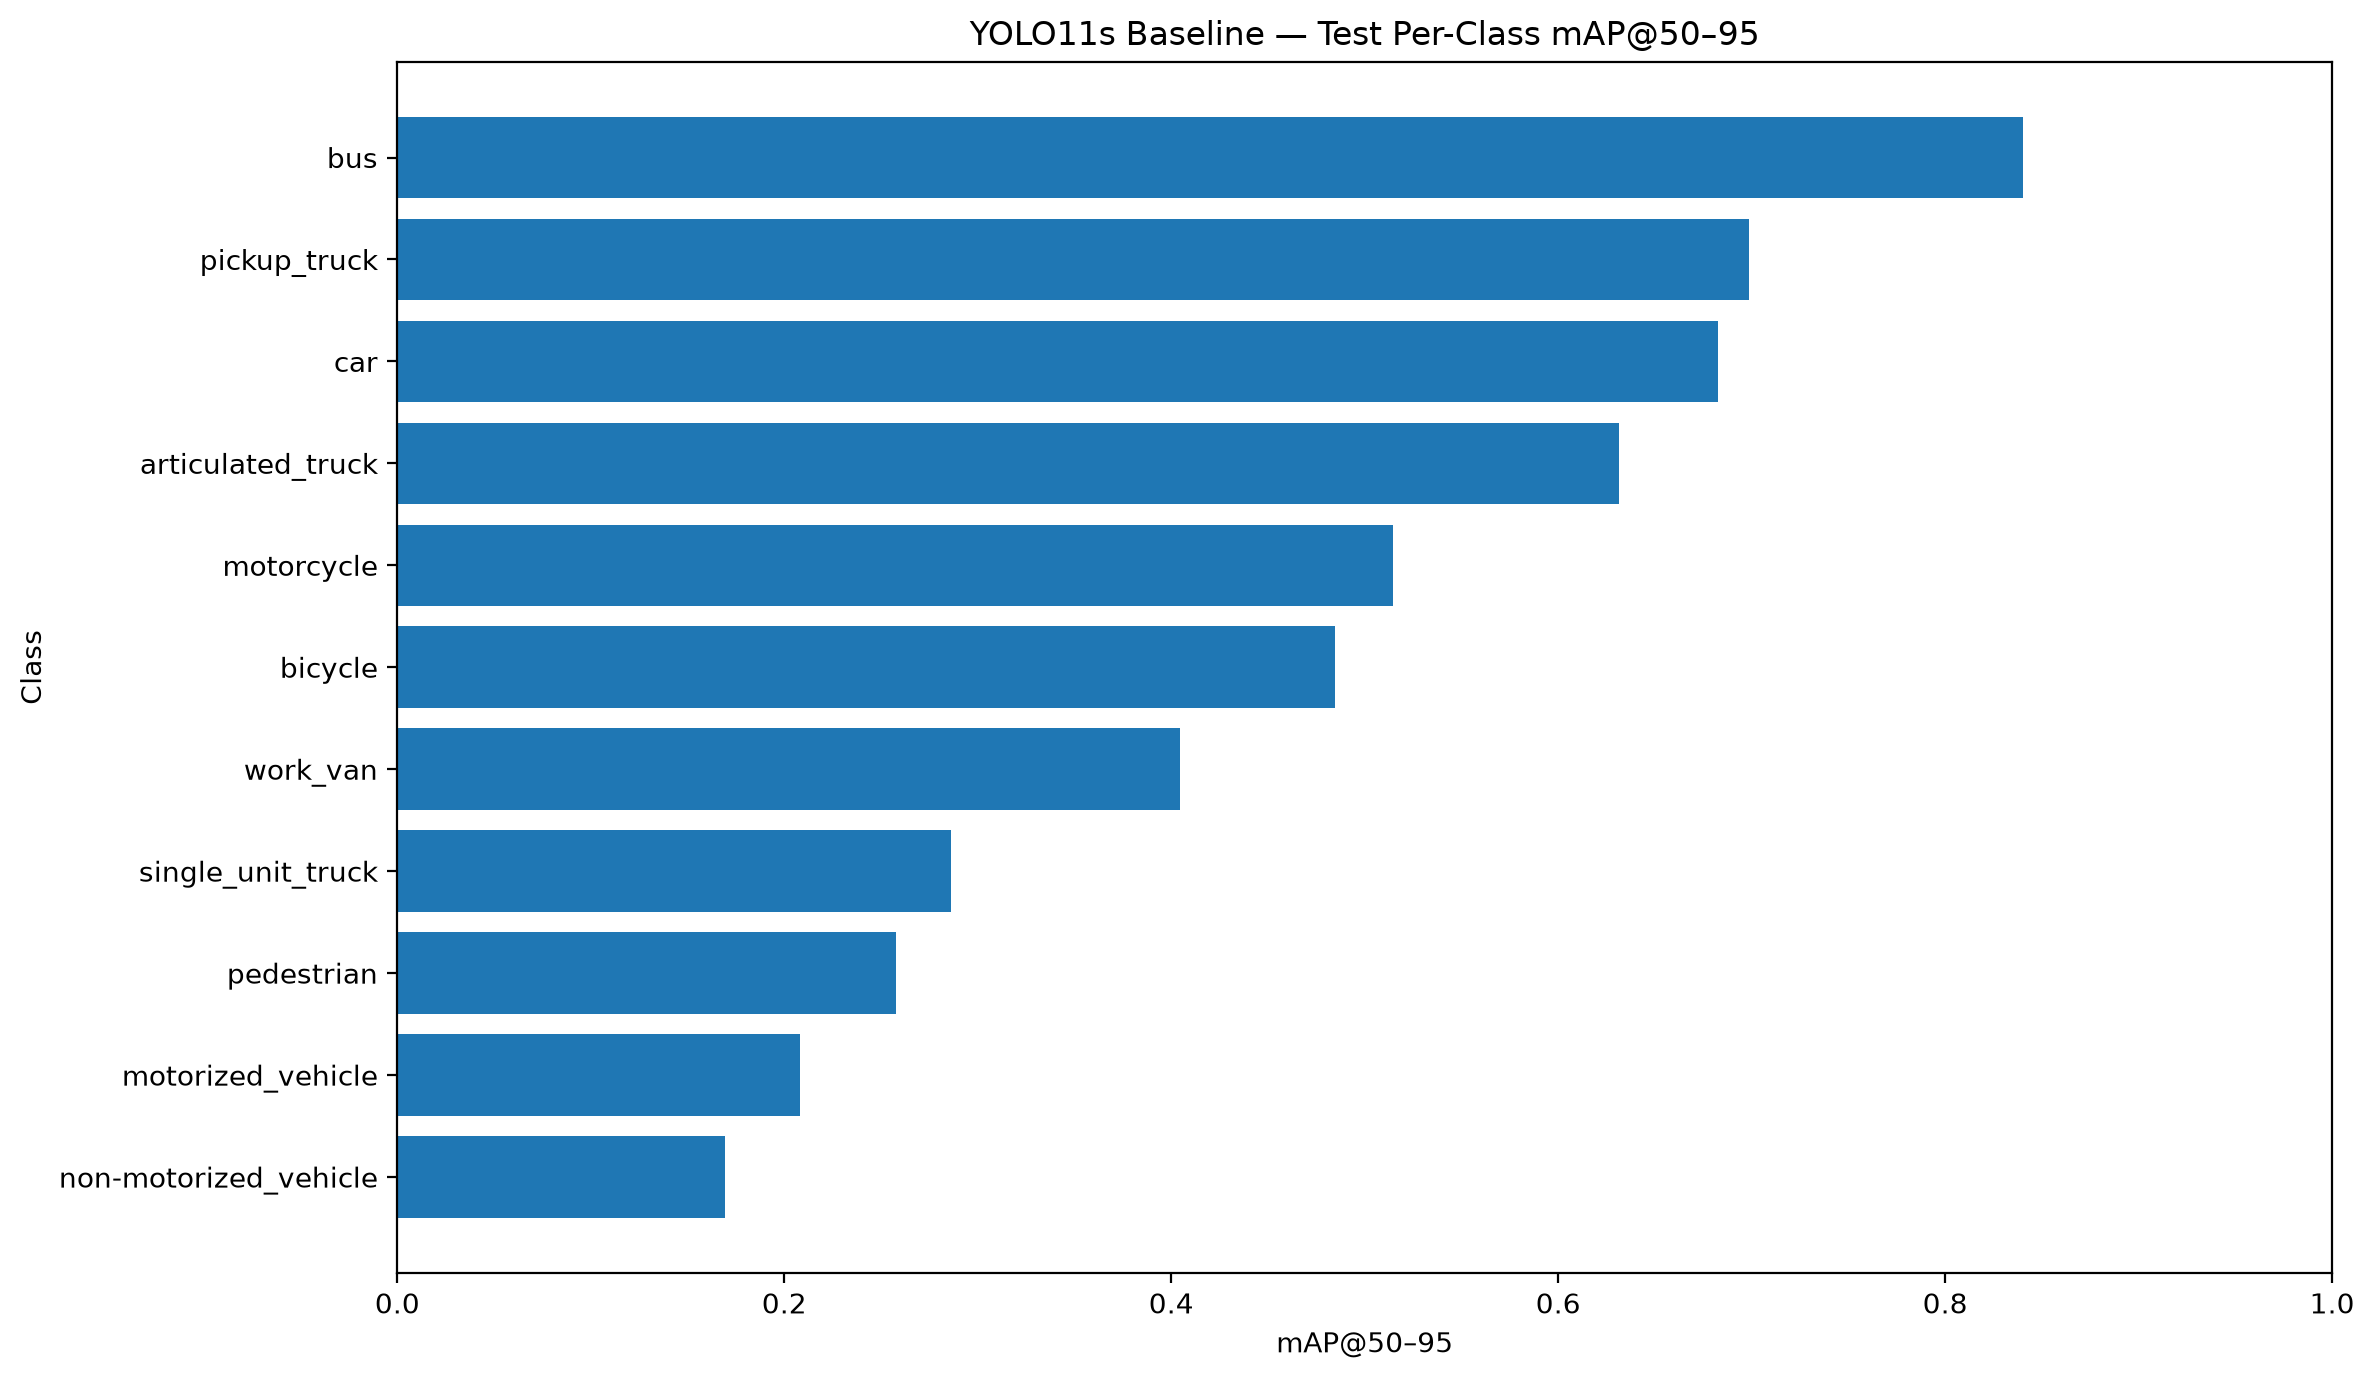 YOLO11s Baseline — Test Per-Class mAP@50–95
Class
bus
pickup_truck
car
articulated_truck
motorcycle
bicycle
work_van
single_unit_truck
pedestrian
motorized_vehicle
non-motorized_vehicle
0.0 0.2 0.4 0.6 0.8 1.0
mAP@50–95